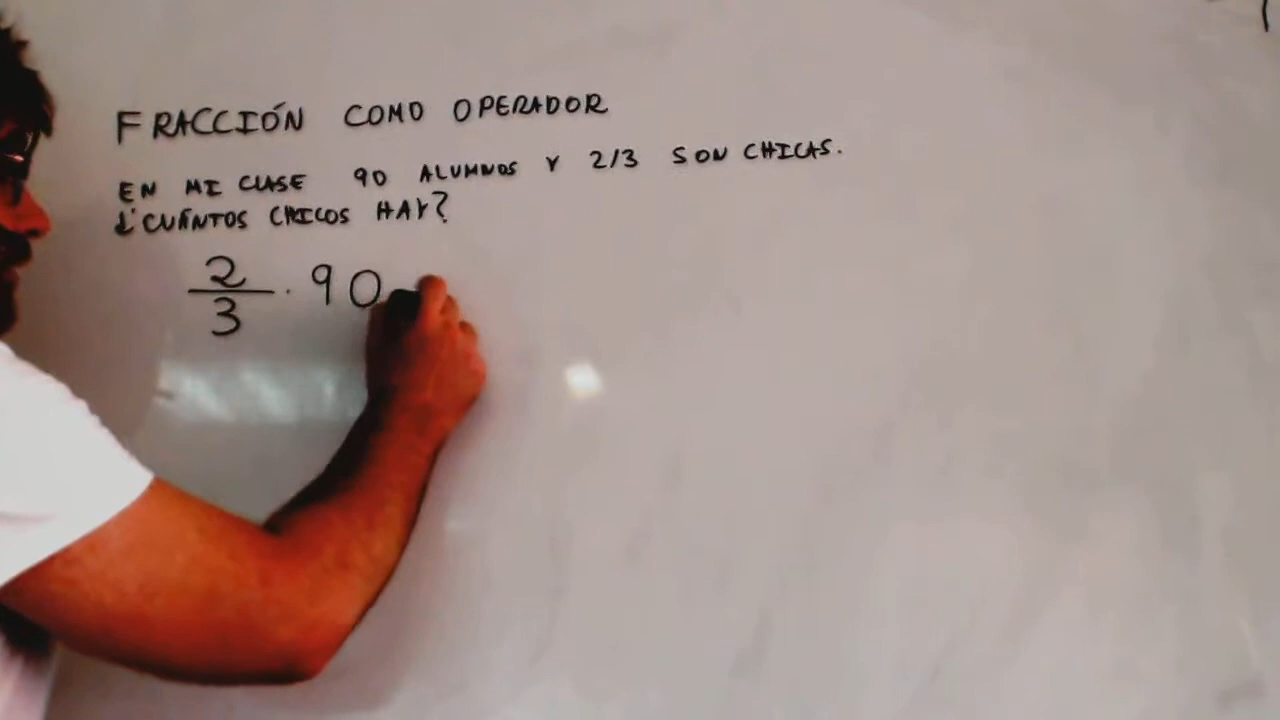 FRACCIÓN COMO OPERADOR
EN MI CLASE 90 ALUMNOS Y 2/3 SON CHICAS.
¿CUÁNTOS CHICOS HAY?
2/3 · 90